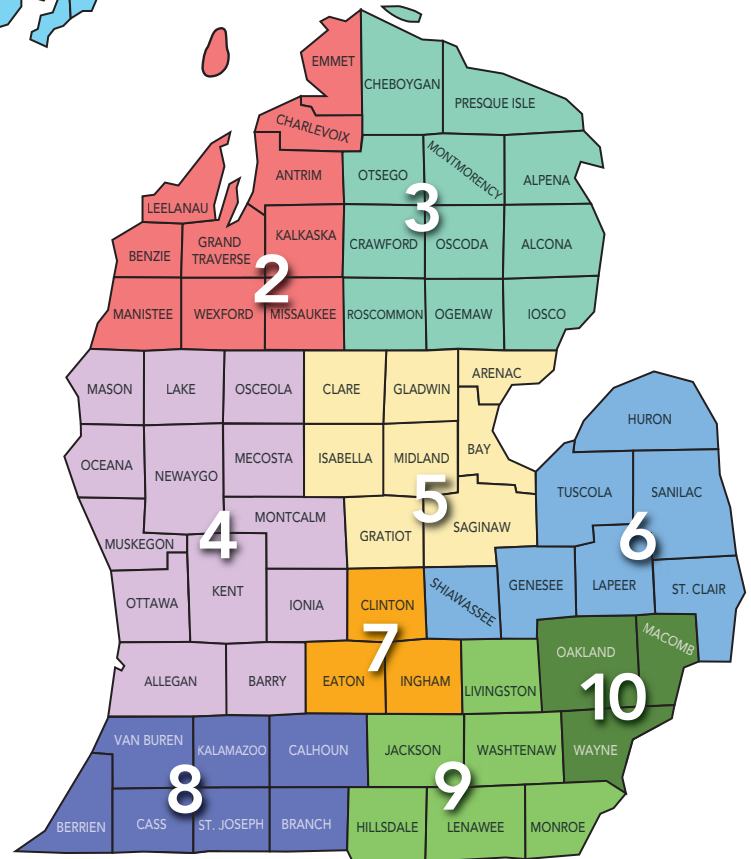 EMMET
CHEBOYGAN
PRESQUE ISLE
CHARLEVOIX
ANTRIM
OTSEGO
MONTMORENCY
ALPENA
3
LEELANAU
BENZIE
GRAND
TRAVERSE
KALKASKA
CRAWFORD
OSCODA
ALCONA
2
MANISTEE
WEXFORD
MISSAUKEE
ROSCOMMON
OGEMAW
IOSCO
MASON
LAKE
OSCEOLA
CLARE
GLADWIN
ARENAC
HURON
OCEANA
NEWAYGO
MECOSTA
ISABELLA
MIDLAND
BAY
TUSCOLA
SANILAC
5
MUSKEGON
4
MONTCALM
GRATIOT
SAGINAW
6
OTTAWA
KENT
IONIA
CLINTON
SHIAWASSEE
GENESEE
LAPEER
ST. CLAIR
7
OAKLAND
MACOMB
ALLEGAN
BARRY
EATON
INGHAM
LIVINGSTON
10
VAN BUREN
KALAMAZOO
CALHOUN
JACKSON
WASHTENAW
WAYNE
8
9
BERRIEN
CASS
ST. JOSEPH
BRANCH
HILLSDALE
LENAWEE
MONROE